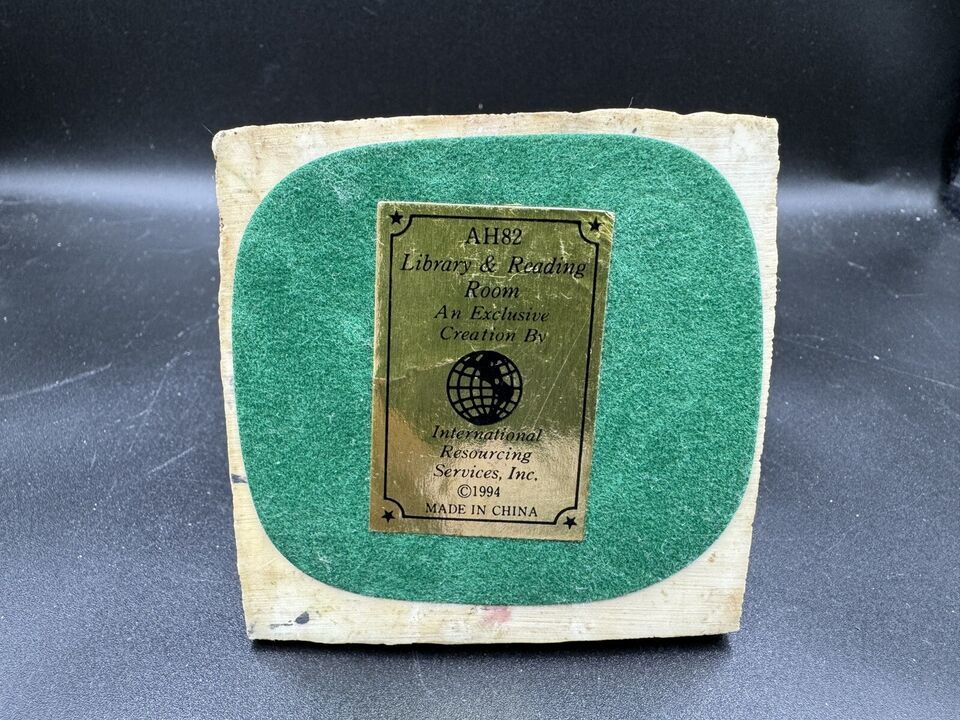 AH82
Library & Reading
Room
An Exclusive
Creation By
International
Resourcing
Services, Inc.
©1994
MADE IN CHINA